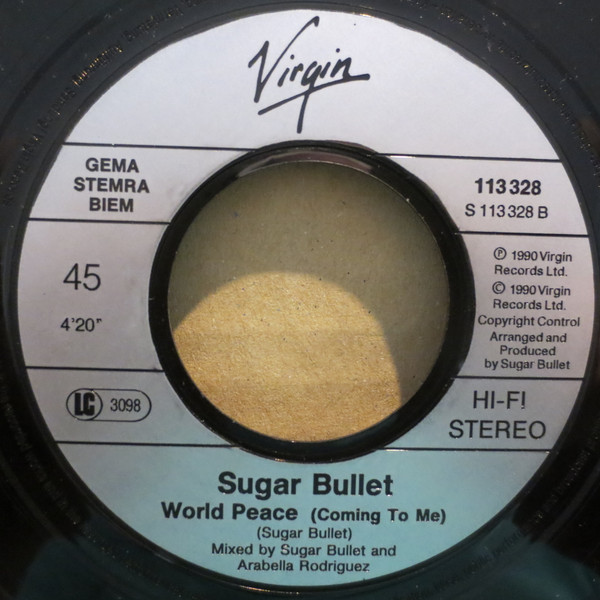 Virgin
GEMA
STEMRA
BIEM
113 328
S 113 328 B
45
4'20"
℗ 1990 Virgin
Records Ltd.
© 1990 Virgin
Records Ltd.
Copyright Control
Arranged and
Produced
by Sugar Bullet
LC 3098
HI-FI
STEREO
Sugar Bullet
World Peace (Coming To Me)
(Sugar Bullet)
Mixed by Sugar Bullet and
Arabella Rodriguez